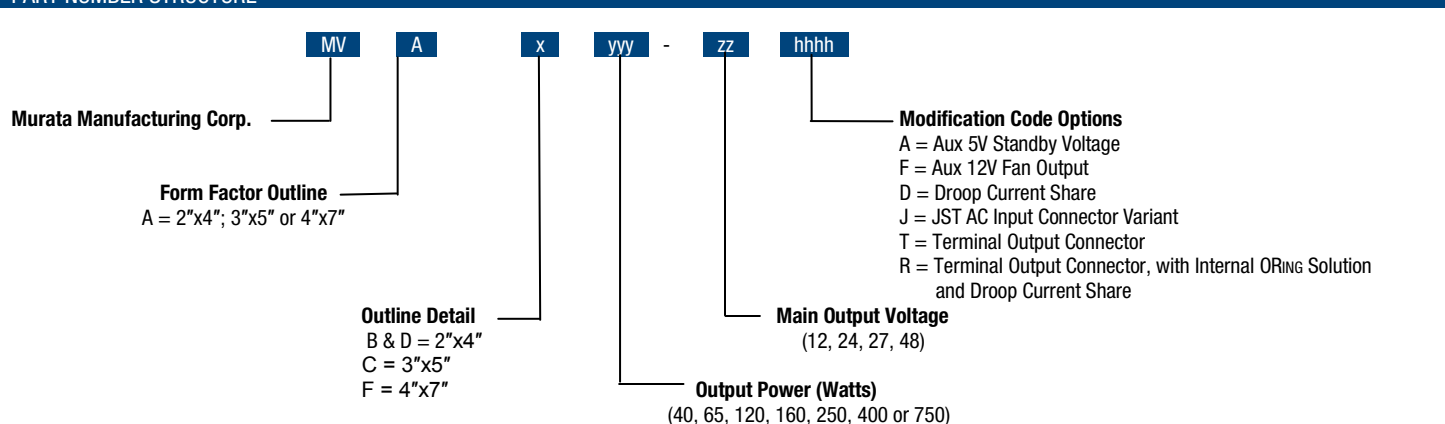 PART NUMBER STRUCTURE
MV A x yyy - zz hhhh
Murata Manufacturing Corp.
Form Factor Outline
A = 2"x4"; 3"x5" or 4"x7"
Outline Detail
B & D = 2"x4"
C = 3"x5"
F = 4"x7"
Output Power (Watts)
(40, 65, 120, 160, 250, 400 or 750)
Main Output Voltage
(12, 24, 27, 48)
Modification Code Options
A = Aux 5V Standby Voltage
F = Aux 12V Fan Output
D = Droop Current Share
J = JST AC Input Connector Variant
T = Terminal Output Connector
R = Terminal Output Connector, with Internal ORING Solution
and Droop Current Share